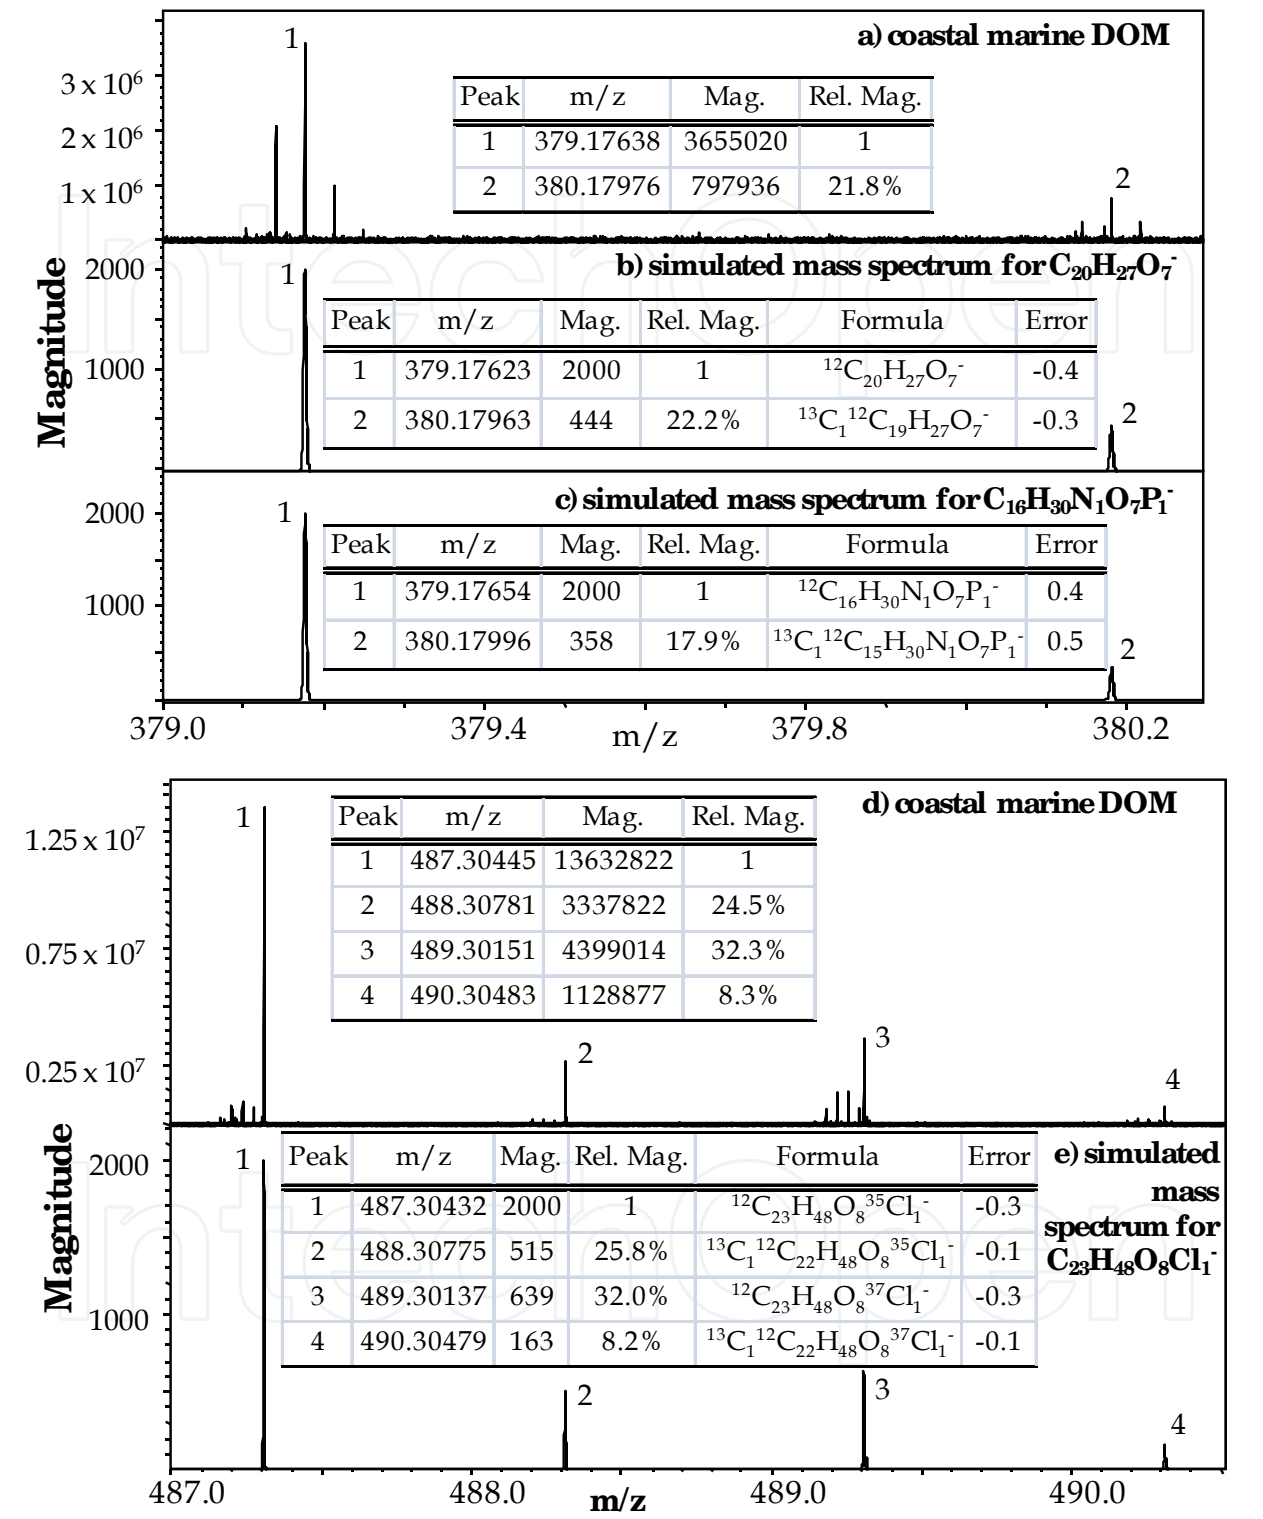 a) coastal marine DOM
1
3 x 10⁶
2 x 10⁶
1 x 10⁶
Peak m/z Mag. Rel. Mag.
1 379.17638 3655020 1
2 380.17976 797936 21.8%
2
Magnitude
b) simulated mass spectrum for C₂₀H₂₇O₇⁻
2000
1000
1
Peak m/z Mag. Rel. Mag. Formula Error
1 379.17623 2000 1 ¹²C₂₀H₂₇O₇⁻ -0.4
2 380.17963 444 22.2% ¹³C₁¹²C₁₉H₂₇O₇⁻ -0.3
2
c) simulated mass spectrum for C₁₆H₃₀N₁O₇P₁⁻
2000
1000
1
Peak m/z Mag. Rel. Mag. Formula Error
1 379.17654 2000 1 ¹²C₁₆H₃₀N₁O₇P₁⁻ 0.4
2 380.17996 358 17.9% ¹³C₁¹²C₁₅H₃₀N₁O₇P₁⁻ 0.5
2
379.0 379.4 m/z 379.8 380.2
d) coastal marine DOM
1
1.25 x 10⁷
0.75 x 10⁷
0.25 x 10⁷
Peak m/z Mag. Rel. Mag.
1 487.30445 13632822 1
2 488.30781 3337822 24.5%
3 489.30151 4399014 32.3%
4 490.30483 1128877 8.3%
2
3
4
Magnitude
e) simulated
mass
spectrum for
C₂₃H₄₈O₈Cl₁⁻
2000
1000
1
Peak m/z Mag. Rel. Mag. Formula Error
1 487.30432 2000 1 ¹²C₂₃H₄₈O₈³⁵Cl₁⁻ -0.3
2 488.30775 515 25.8% ¹³C₁¹²C₂₂H₄₈O₈³⁵Cl₁⁻ -0.1
3 489.30137 639 32.0% ¹²C₂₃H₄₈O₈³⁷Cl₁⁻ -0.3
4 490.30479 163 8.2% ¹³C₁¹²C₂₂H₄₈O₈³⁷Cl₁⁻ -0.1
2
3
4
487.0 488.0 m/z 489.0 490.0
IntechOpen
IntechOpen